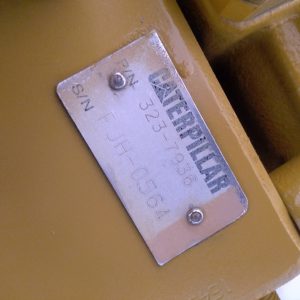 CATERPILLAR
P/N 323-7936
S/N FJH-0564